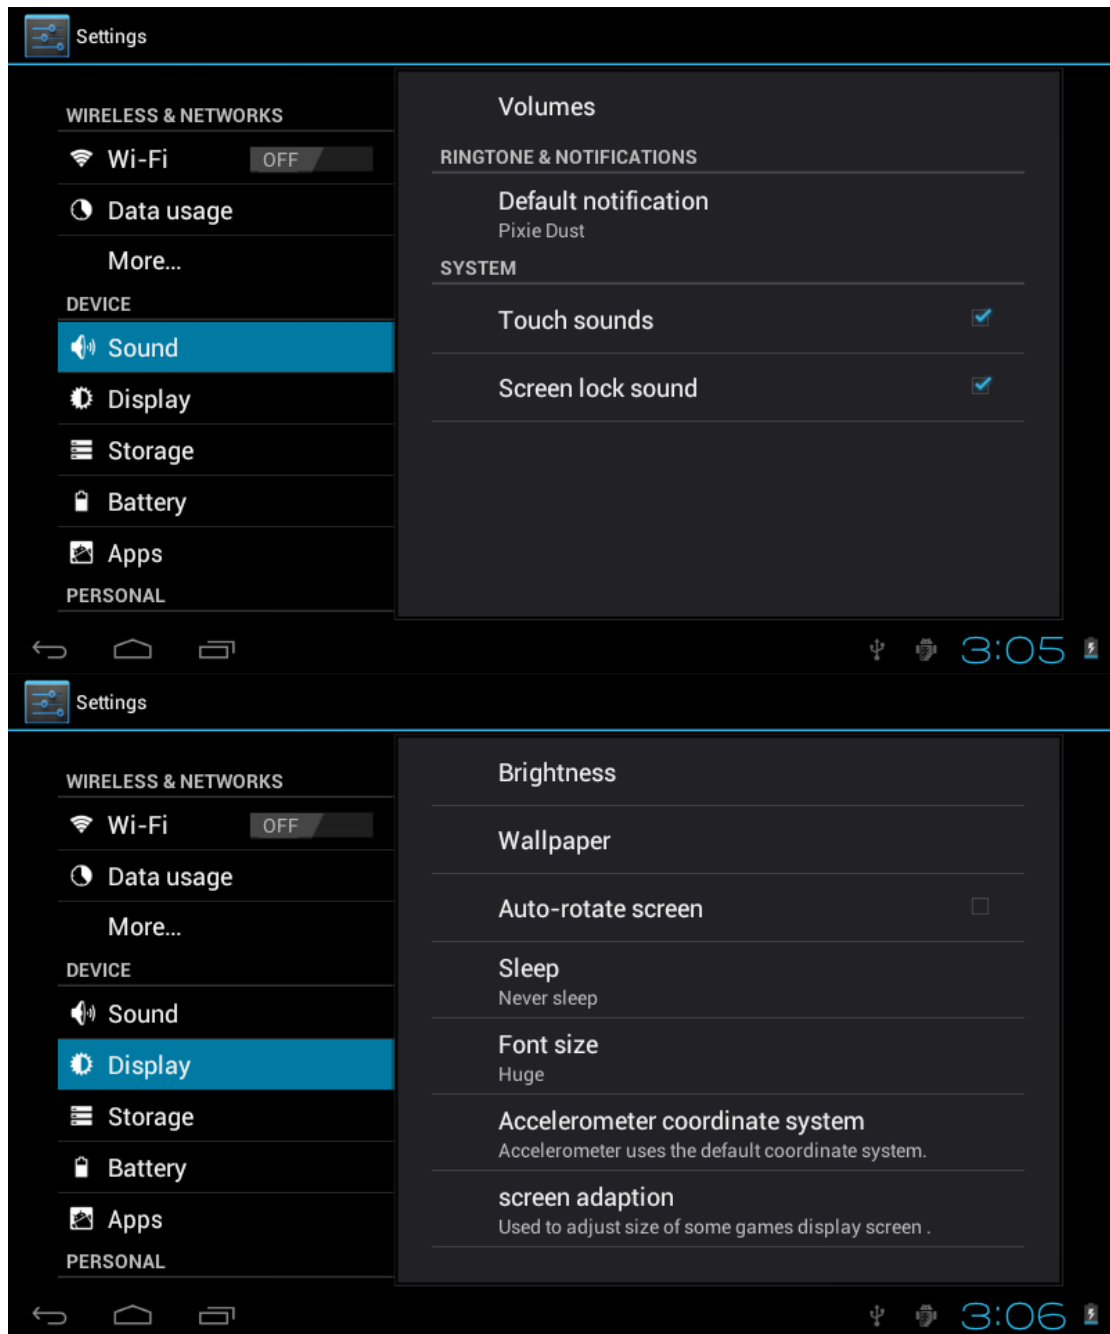 Settings
WIRELESS & NETWORKS
Wi-Fi OFF
Data usage
More...
DEVICE
Sound
Display
Storage
Battery
Apps
PERSONAL
Volumes
RINGTONE & NOTIFICATIONS
Default notification
Pixie Dust
SYSTEM
Touch sounds
Screen lock sound
3:05
Settings
WIRELESS & NETWORKS
Wi-Fi OFF
Data usage
More...
DEVICE
Sound
Display
Storage
Battery
Apps
PERSONAL
Brightness
Wallpaper
Auto-rotate screen
Sleep
Never sleep
Font size
Huge
Accelerometer coordinate system
Accelerometer uses the default coordinate system.
screen adaption
Used to adjust size of some games display screen .
3:06